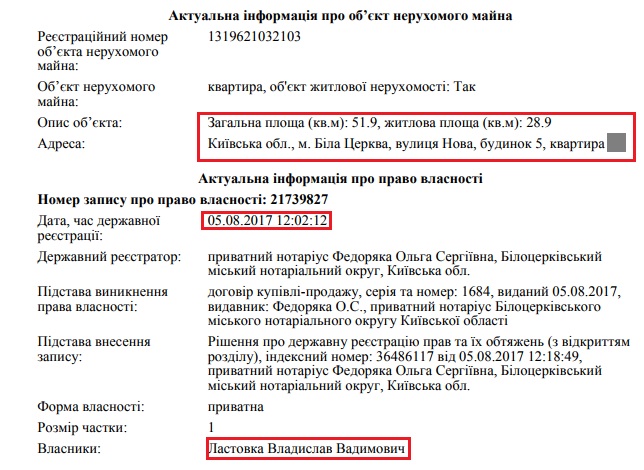 Актуальна інформація про об’єкт нерухомого майна
Реєстраційний номер об’єкта нерухомого майна: 1319621032103
Об’єкт нерухомого майна: квартира, об'єкт житлової нерухомості: Так
Опис об’єкта: Загальна площа (кв.м): 51.9, житлова площа (кв.м): 28.9
Адреса: Київська обл., м. Біла Церква, вулиця Нова, будинок 5, квартира
Актуальна інформація про право власності
Номер запису про право власності: 21739827
Дата, час державної реєстрації: 05.08.2017 12:02:12
Державний реєстратор: приватний нотаріус Федоряка Ольга Сергіївна, Білоцерківський
міський нотаріальний округ, Київська обл.
Підстава виникнення права власності: договір купівлі-продажу, серія та номер: 1684, виданий 05.08.2017,
видавник: Федоряка О.С., приватний нотаріус Білоцерківського
міського нотаріального округу Київської області
Підстава внесення запису: Рішення про державну реєстрацію прав та їх обтяжень (з відкриттям
розділу), індексний номер: 36486117 від 05.08.2017 12:18:49,
приватний нотаріус Федоряка Ольга Сергіївна, Білоцерківський
міський нотаріальний округ, Київська обл.
Форма власності: приватна
Розмір частки: 1
Власники: Ластовка Владислав Вадимович